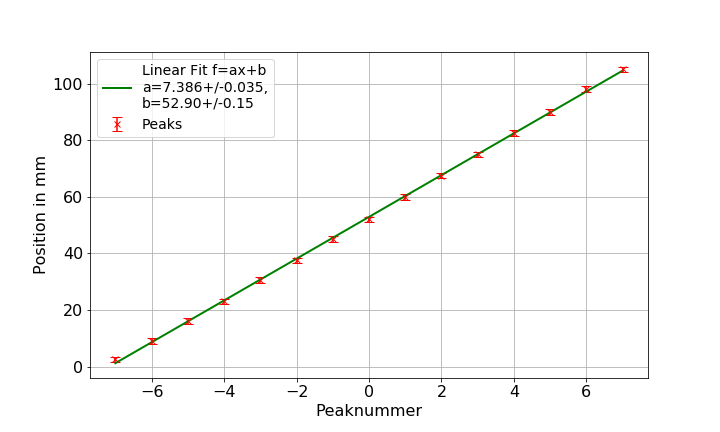 Linear Fit f=ax+b
a=7.386+/-0.035,
b=52.90+/-0.15
Peaks
Position in mm
100
80
60
40
20
0
−6 −4 −2 0 2 4 6
Peaknummer